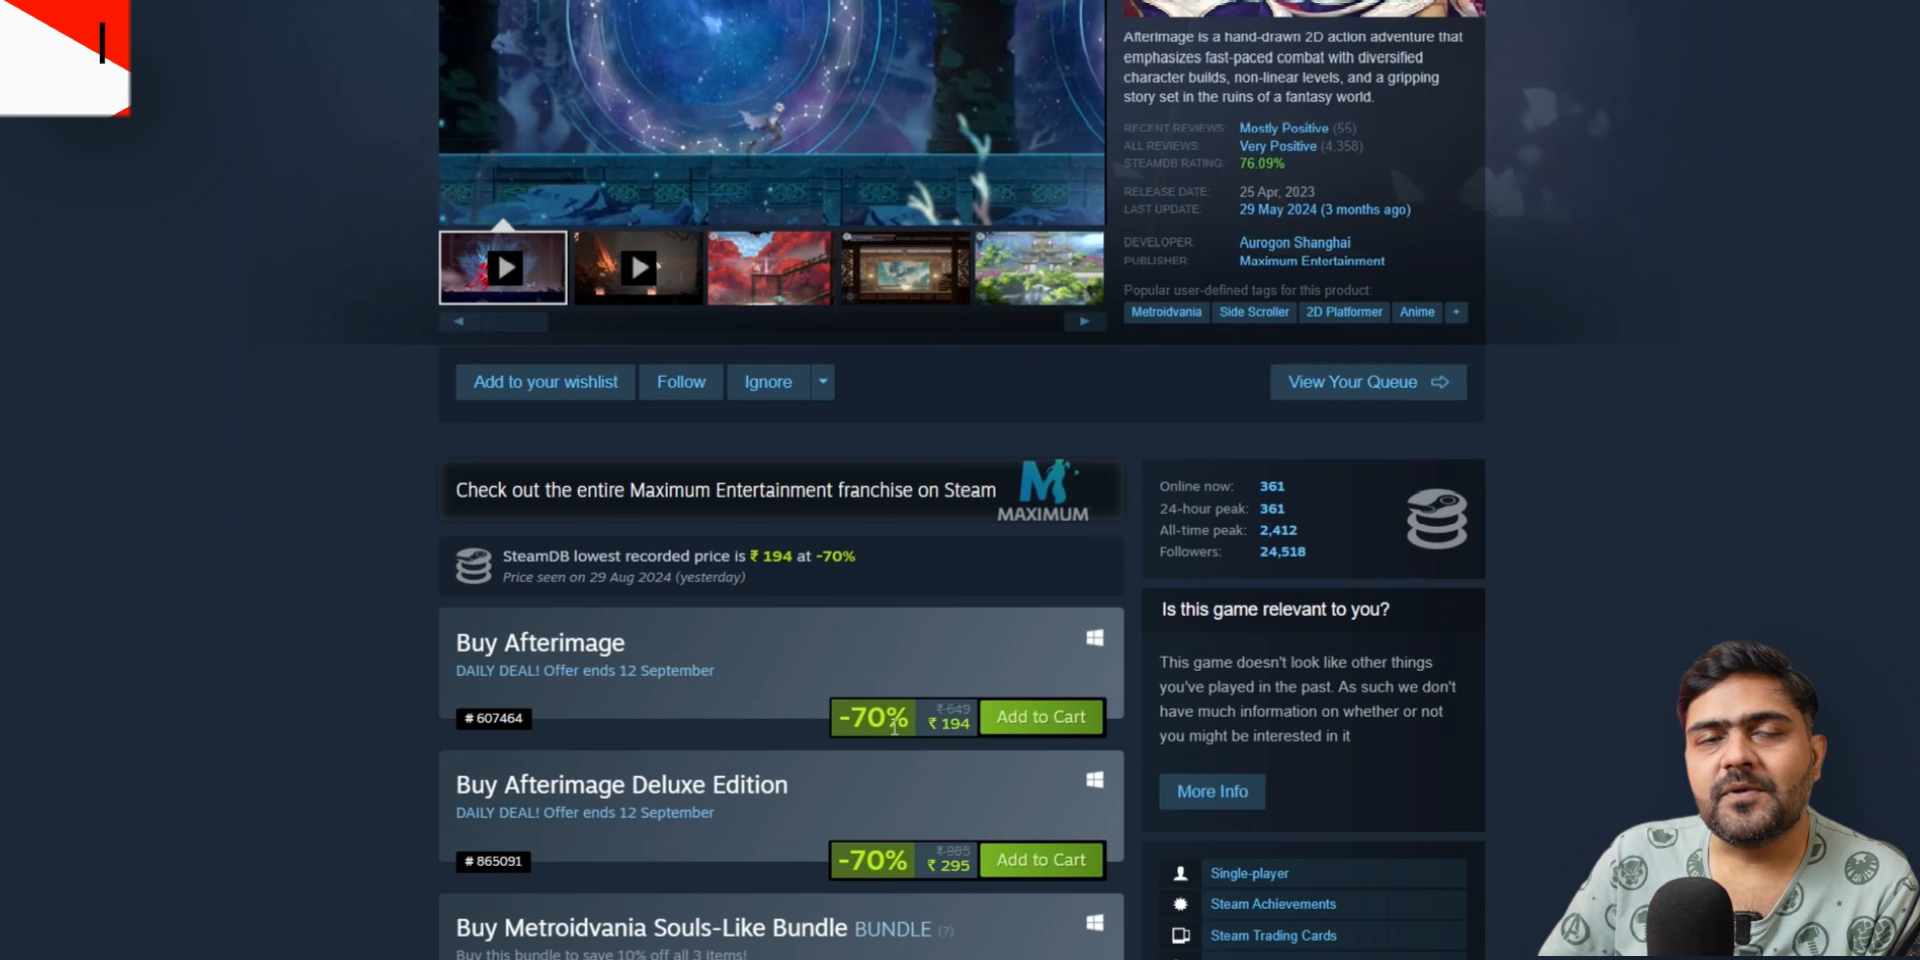 Afterimage is a hand-drawn 2D action adventure that
emphasizes fast-paced combat with diversified
character builds, non-linear levels, and a gripping
story set in the ruins of a fantasy world.
RECENT REVIEWS: Mostly Positive (55)
ALL REVIEWS: Very Positive (4,358)
STEAMDB RATING: 76.09%
RELEASE DATE: 25 Apr, 2023
LAST UPDATE: 29 May 2024 (3 months ago)
DEVELOPER: Aurogon Shanghai
PUBLISHER: Maximum Entertainment
Popular user-defined tags for this product:
Metroidvania Side Scroller 2D Platformer Anime +
Add to your wishlist Follow Ignore View Your Queue
Check out the entire Maximum Entertainment franchise on Steam
M
MAXIMUM
SteamDB lowest recorded price is ₹ 194 at -70%
Price seen on 29 Aug 2024 (yesterday)
Online now: 361
24-hour peak: 361
All-time peak: 2,412
Followers: 24,518
Buy Afterimage
DAILY DEAL! Offer ends 12 September
# 607464
-70% ₹ 649 ₹ 194 Add to Cart
Is this game relevant to you?
This game doesn't look like other things
you've played in the past. As such we don't
have much information on whether or not
you might be interested in it
More Info
Buy Afterimage Deluxe Edition
DAILY DEAL! Offer ends 12 September
# 865091
-70% ₹ 985 ₹ 295 Add to Cart
Buy Metroidvania Souls-Like Bundle BUNDLE (?)
Buy this bundle to save 10% off all 3 items!
Single-player
Steam Achievements
Steam Trading Cards